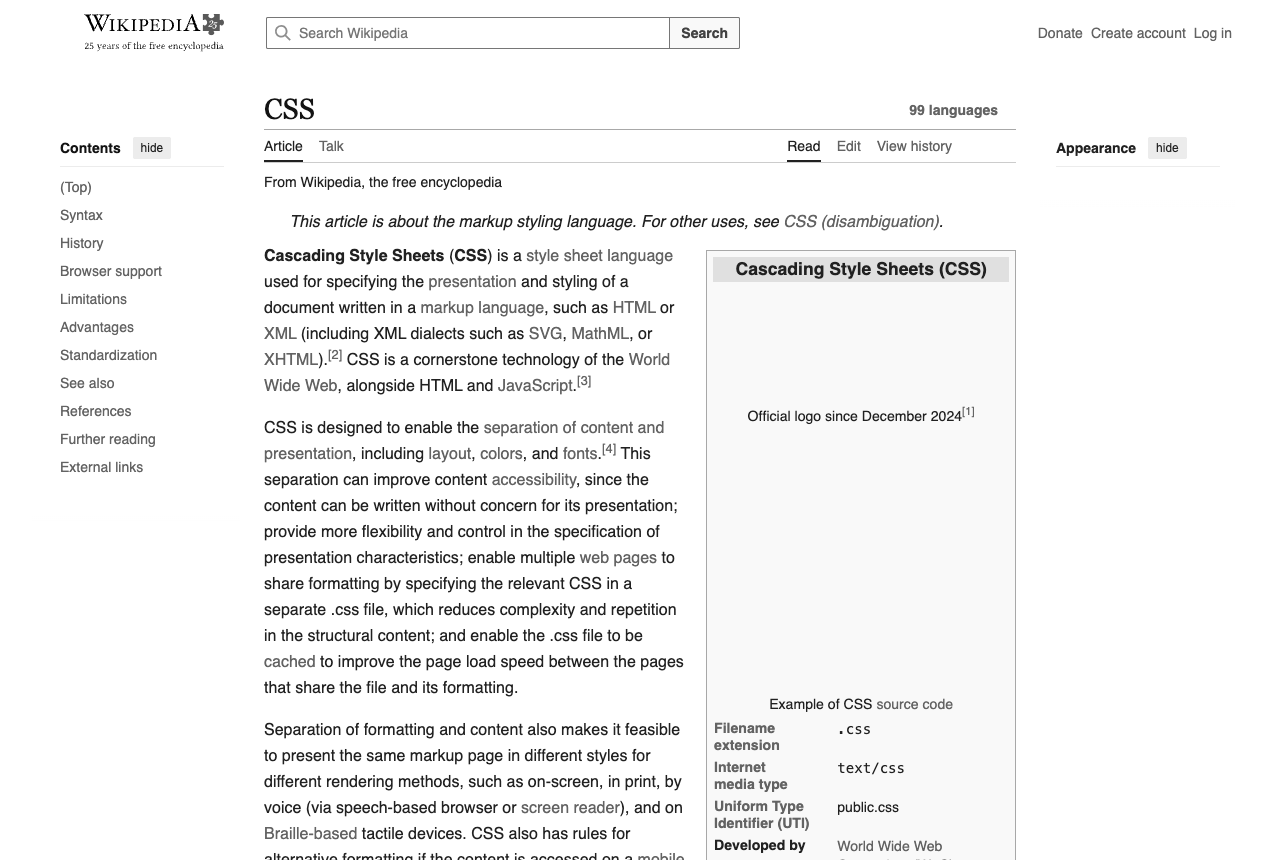 WIKIPEDIA 25
25 years of the free encyclopedia
Search Wikipedia
Search
Donate Create account Log in
CSS
99 languages
Contents hide
(Top)
Syntax
History
Browser support
Limitations
Advantages
Standardization
See also
References
Further reading
External links
Article Talk
Read Edit View history
Appearance hide
From Wikipedia, the free encyclopedia
This article is about the markup styling language. For other uses, see CSS (disambiguation).
Cascading Style Sheets (CSS) is a style sheet language
used for specifying the presentation and styling of a
document written in a markup language, such as HTML or
XML (including XML dialects such as SVG, MathML, or
XHTML).[2] CSS is a cornerstone technology of the World
Wide Web, alongside HTML and JavaScript.[3]
CSS is designed to enable the separation of content and
presentation, including layout, colors, and fonts.[4] This
separation can improve content accessibility, since the
content can be written without concern for its presentation;
provide more flexibility and control in the specification of
presentation characteristics; enable multiple web pages to
share formatting by specifying the relevant CSS in a
separate .css file, which reduces complexity and repetition
in the structural content; and enable the .css file to be
cached to improve the page load speed between the pages
that share the file and its formatting.
Separation of formatting and content also makes it feasible
to present the same markup page in different styles for
different rendering methods, such as on-screen, in print, by
voice (via speech-based browser or screen reader), and on
Braille-based tactile devices. CSS also has rules for
alternative formatting if the content is accessed on a mobile
Cascading Style Sheets (CSS)
Official logo since December 2024[1]
Example of CSS source code
Filename
extension
.css
Internet
media type
text/css
Uniform Type
Identifier (UTI)
public.css
Developed by
World Wide Web